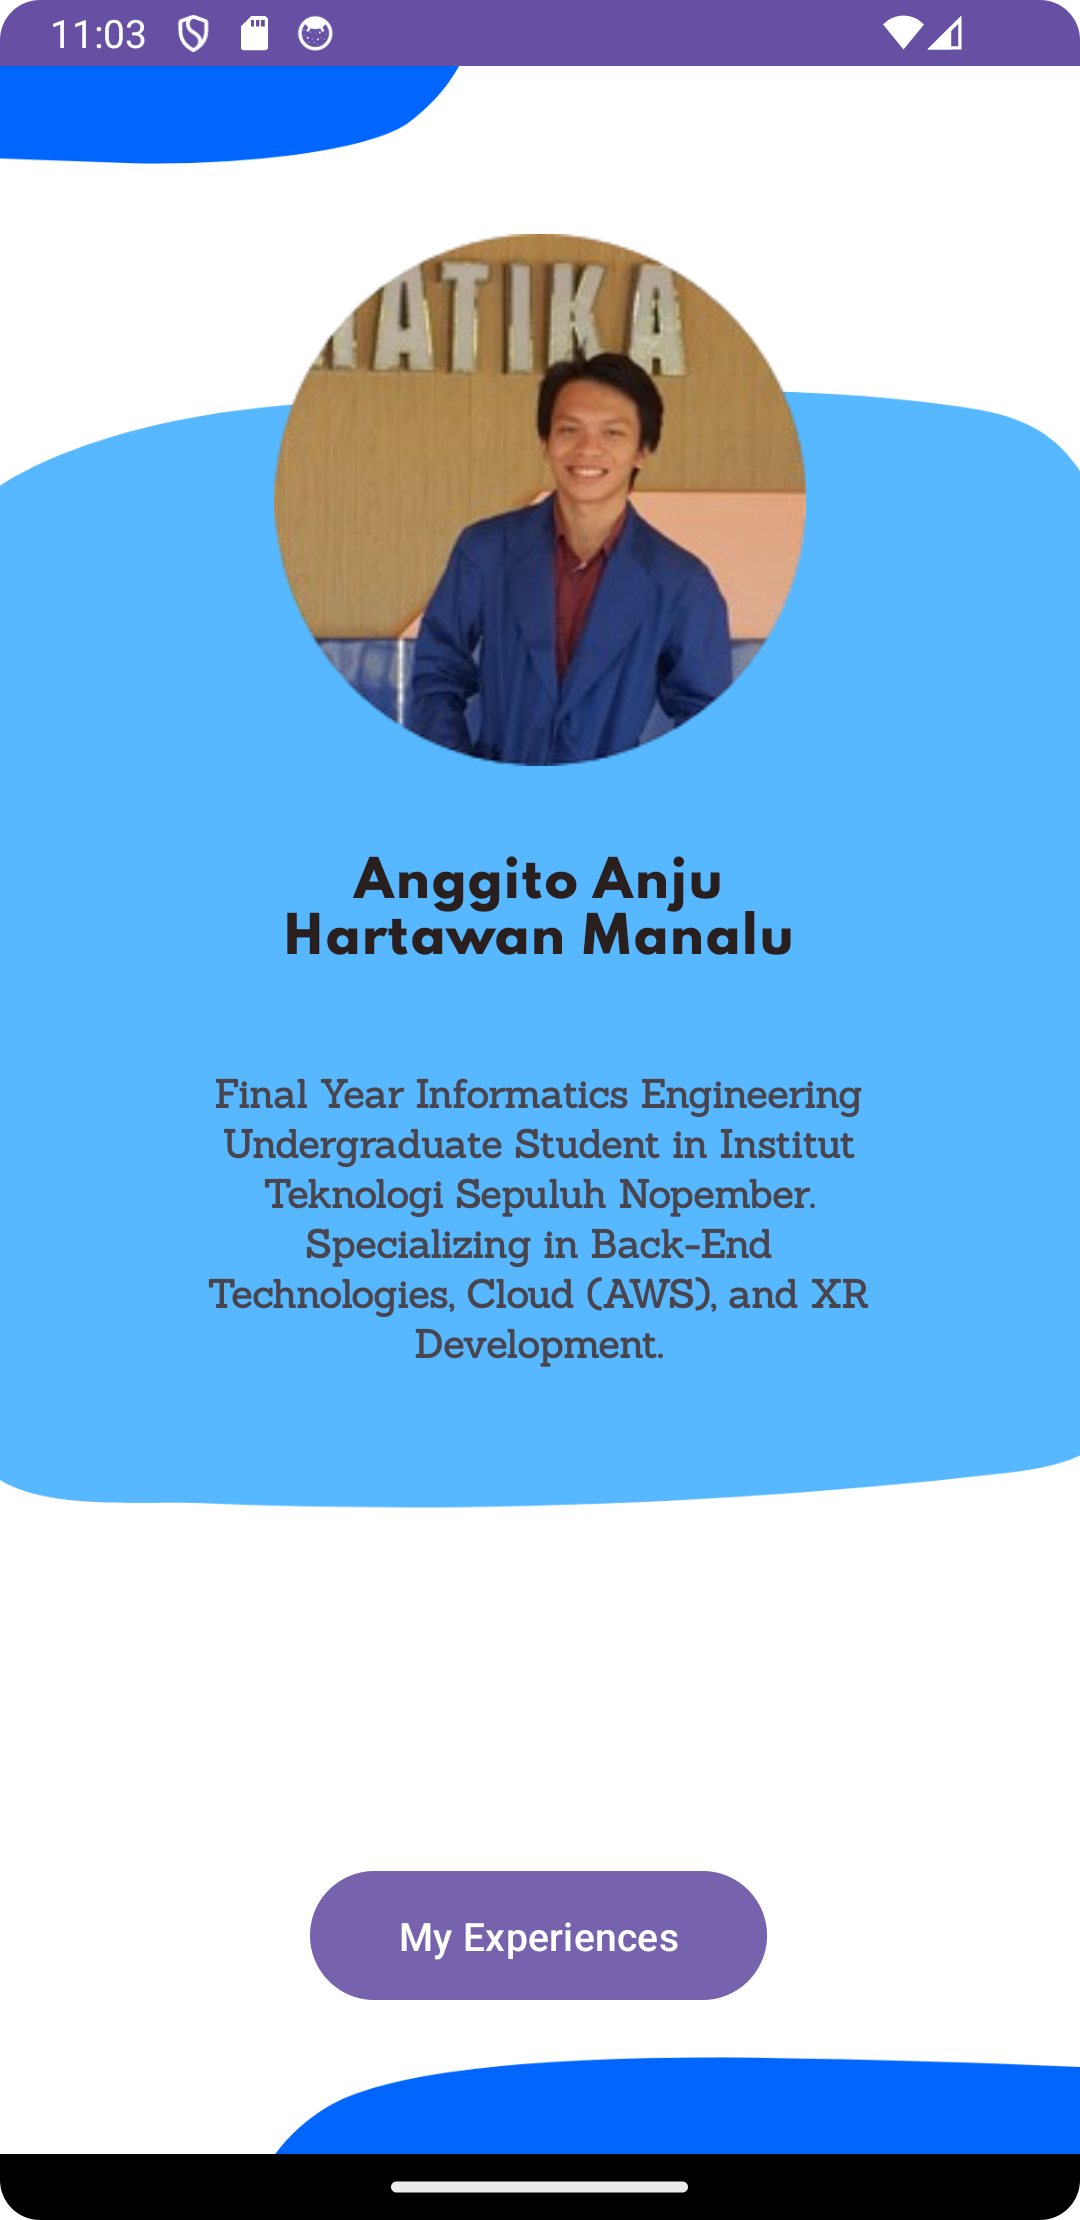 11:03
ATIKA
Anggito Anju
Hartawan Manalu
Final Year Informatics Engineering
Undergraduate Student in Institut
Teknologi Sepuluh Nopember.
Specializing in Back-End
Technologies, Cloud (AWS), and XR
Development.
My Experiences